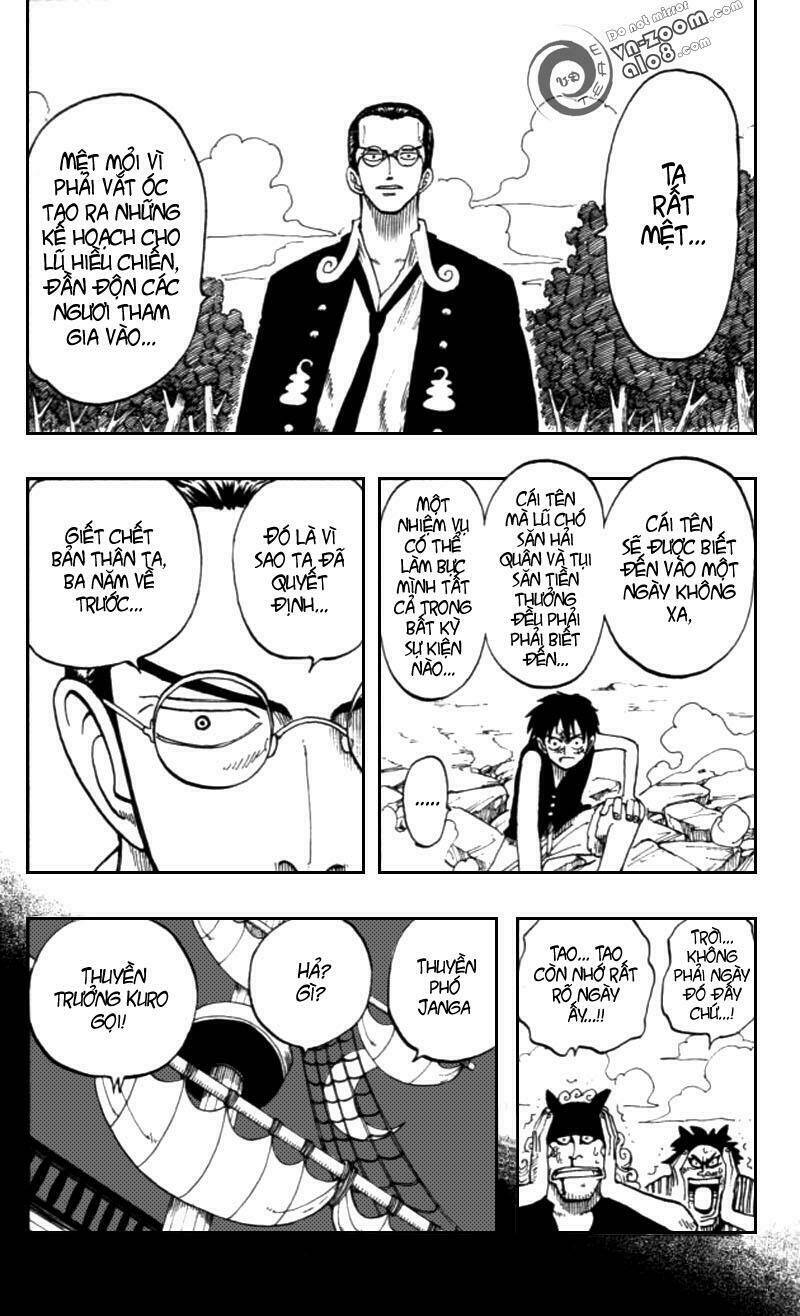 Do not mirror
vn-zoom.com
alo8.com
TA
RẤT
MỆT...
MỆT MỎI VÌ
PHẢI VẮT ÓC
TẠO RA NHỮNG
KẾ HOẠCH CHO
LŨ HIẾU CHIẾN,
ĐẦN ĐỘN CÁC
NGƯƠI THAM
GIA VÀO...
CÁI TÊN
SẼ ĐƯỢC BIẾT
ĐẾN VÀO MỘT
NGÀY KHÔNG
XA,
CÁI TÊN
MÀ LŨ CHÓ
SĂN HẢI
QUÂN VÀ TỤI
SĂN TIỀN
THƯỞNG
ĐỀU PHẢI
PHẢI BIẾT
ĐẾN...
MỘT
NHIỆM VỤ
CÓ THỂ
LÀM BỰC
MÌNH TẤT
CẢ TRONG
BẤT KỲ
SỰ KIỆN
NÀO...
.....
ĐÓ LÀ VÌ
SAO TA ĐÃ
QUYẾT
ĐỊNH...
GIẾT CHẾT
BẢN THÂN TA,
BA NĂM VỀ
TRƯỚC...
TRỜI...
KHÔNG
PHẢI NGÀY
ĐÓ ĐẤY
CHỨ...!
TAO... TAO
CÒN NHỚ RẤT
RÕ NGÀY
ẤY...!!
THUYỀN
PHÓ
JANGA
HẢ?
GÌ?
THUYỀN
TRƯỞNG KURO
GỌI!